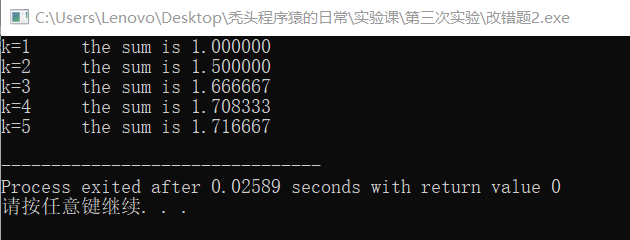 C:\Users\Lenovo\Desktop\秃头程序猿的日常\实验课\第三次实验\改错题2.exe
k=1     the sum is 1.000000
k=2     the sum is 1.500000
k=3     the sum is 1.666667
k=4     the sum is 1.708333
k=5     the sum is 1.716667
--------------------------------
Process exited after 0.02589 seconds with return value 0
请按任意键继续. . .